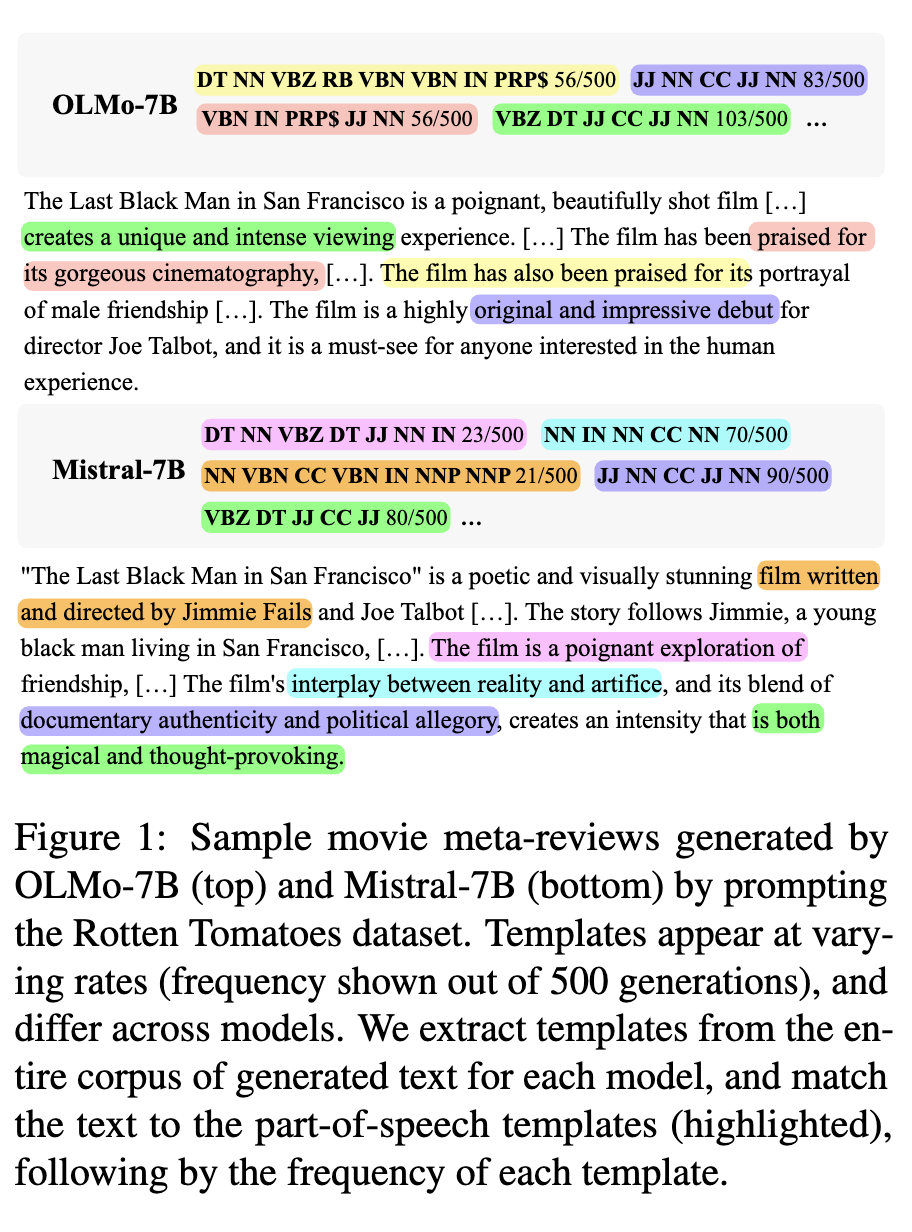 OLMo-7B
DT NN VBZ RB VBN VBN IN PRP$ 56/500 JJ NN CC JJ NN 83/500
VBN IN PRP$ JJ NN 56/500 VBZ DT JJ CC JJ NN 103/500 ...
The Last Black Man in San Francisco is a poignant, beautifully shot film […]
creates a unique and intense viewing experience. […] The film has been praised for
its gorgeous cinematography, […]. The film has also been praised for its portrayal
of male friendship […]. The film is a highly original and impressive debut for
director Joe Talbot, and it is a must-see for anyone interested in the human
experience.
Mistral-7B
DT NN VBZ DT JJ NN IN 23/500 NN IN NN CC NN 70/500
NN VBN CC VBN IN NNP NNP 21/500 JJ NN CC JJ NN 90/500
VBZ DT JJ CC JJ 80/500 ...
"The Last Black Man in San Francisco" is a poetic and visually stunning film written
and directed by Jimmie Fails and Joe Talbot […]. The story follows Jimmie, a young
black man living in San Francisco, […]. The film is a poignant exploration of
friendship, […] The film's interplay between reality and artifice, and its blend of
documentary authenticity and political allegory, creates an intensity that is both
magical and thought-provoking.
Figure 1: Sample movie meta-reviews generated by
OLMo-7B (top) and Mistral-7B (bottom) by prompting
the Rotten Tomatoes dataset. Templates appear at vary-
ing rates (frequency shown out of 500 generations), and
differ across models. We extract templates from the en-
tire corpus of generated text for each model, and match
the text to the part-of-speech templates (highlighted),
following by the frequency of each template.